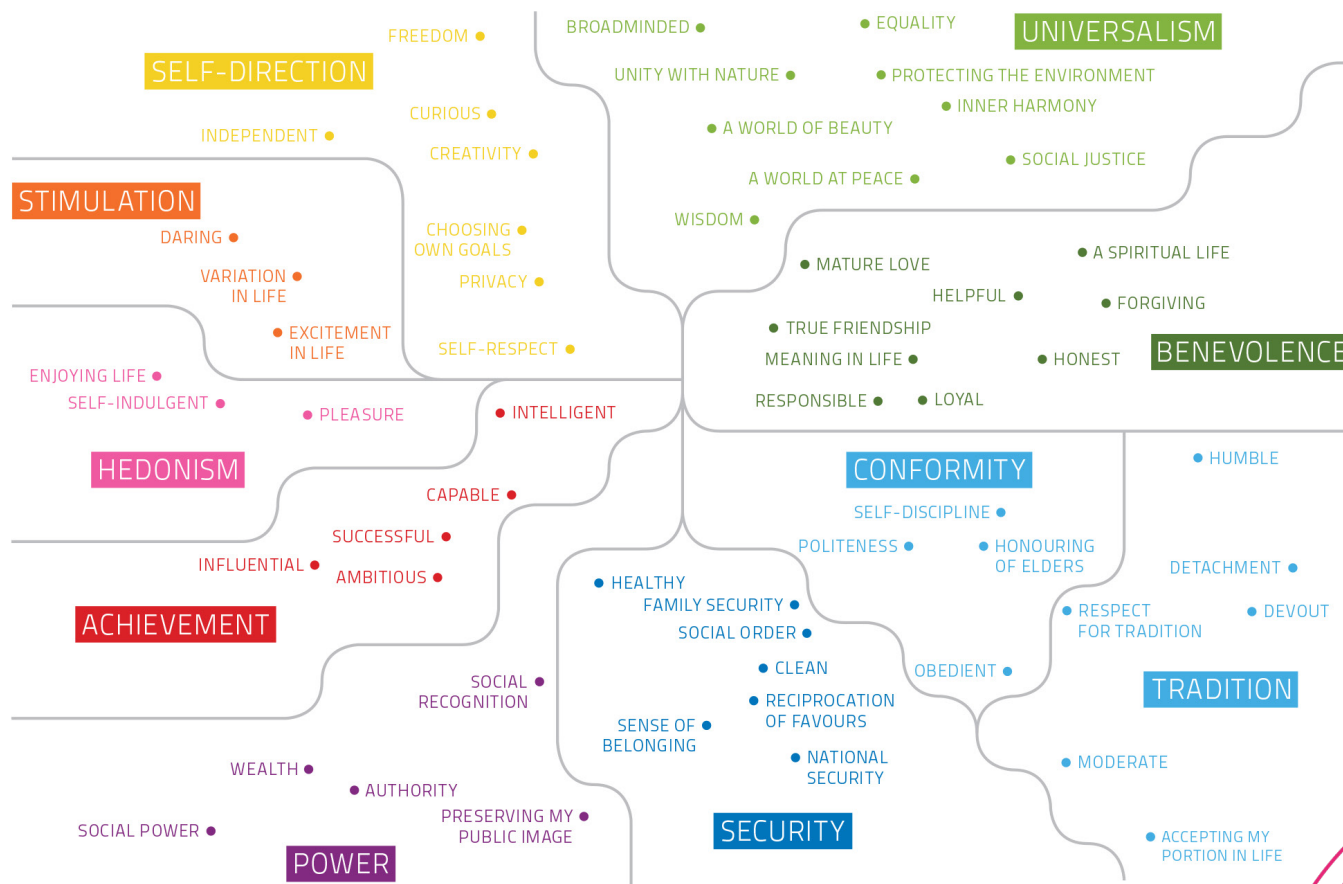 SELF-DIRECTION
FREEDOM
CURIOUS
INDEPENDENT
CREATIVITY
CHOOSING
OWN GOALS
PRIVACY
SELF-RESPECT
UNIVERSALISM
BROADMINDED
EQUALITY
UNITY WITH NATURE
PROTECTING THE ENVIRONMENT
INNER HARMONY
A WORLD OF BEAUTY
SOCIAL JUSTICE
A WORLD AT PEACE
WISDOM
STIMULATION
DARING
VARIATION
IN LIFE
EXCITEMENT
IN LIFE
BENEVOLENCE
MATURE LOVE
A SPIRITUAL LIFE
HELPFUL
FORGIVING
TRUE FRIENDSHIP
MEANING IN LIFE
HONEST
RESPONSIBLE
LOYAL
ENJOYING LIFE
SELF-INDULGENT
PLEASURE
HEDONISM
INTELLIGENT
CAPABLE
SUCCESSFUL
INFLUENTIAL
AMBITIOUS
ACHIEVEMENT
CONFORMITY
SELF-DISCIPLINE
POLITENESS
HONOURING
OF ELDERS
OBEDIENT
HUMBLE
DETACHMENT
RESPECT
FOR TRADITION
DEVOUT
TRADITION
MODERATE
ACCEPTING MY
PORTION IN LIFE
HEALTHY
FAMILY SECURITY
SOCIAL ORDER
CLEAN
RECIPROCATION
OF FAVOURS
SENSE OF
BELONGING
NATIONAL
SECURITY
SECURITY
SOCIAL
RECOGNITION
WEALTH
AUTHORITY
PRESERVING MY
PUBLIC IMAGE
SOCIAL POWER
POWER